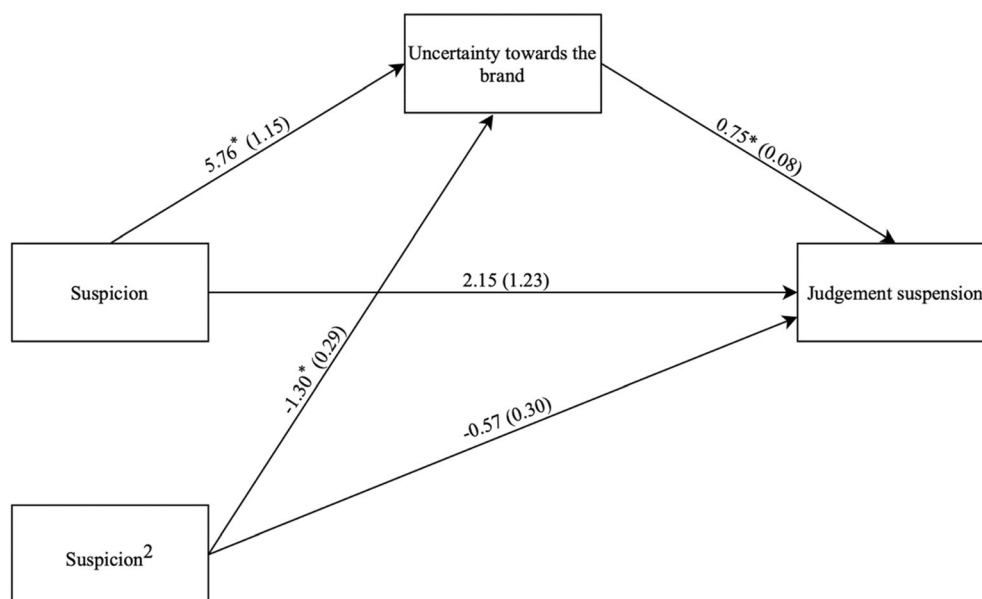 Uncertainty towards the
brand
5.76* (1.15)
0.75* (0.08)
Suspicion
2.15 (1.23)
Judgement suspension
-1.30* (0.29)
-0.57 (0.30)
Suspicion2